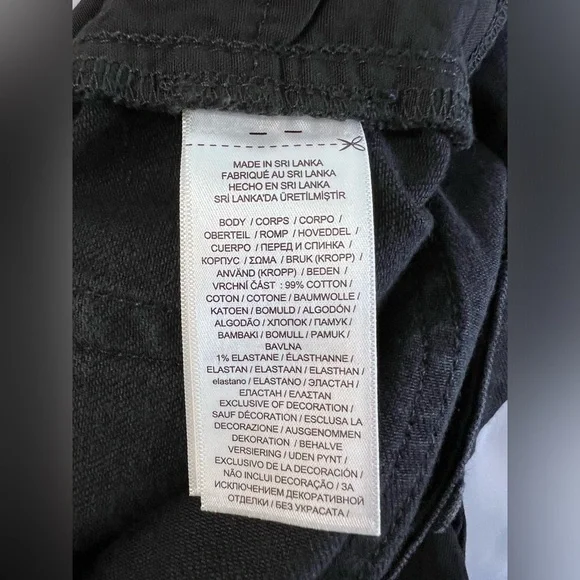 MADE IN SRI LANKA
FABRIQUÉ AU SRI LANKA
HECHO EN SRI LANKA
SRİ LANKA'DA ÜRETİLMİŞTİR
BODY / CORPS / CORPO /
OBERTEIL / ROMP / HOVEDDEL /
CUERPO / ПЕРЕД И СПИНКА /
КОРПУС / ΣΩΜΑ / BRUK (KROPP) /
ANVÄND (KROPP) / BEDEN /
VRCHNÍ ČÁST : 99% COTTON /
COTON / COTONE / BAUMWOLLE /
KATOEN / BOMULD / ALGODÓN /
ALGODÃO / ХЛОПОК / ПАМУК /
BAMBAKI / BOMULL / PAMUK /
BAVLNA
1% ELASTANE / ÉLASTHANNE /
ELASTAN / ELASTAAN / ELASTHAN /
elastano / ELASTANO / ЭЛАСТАН /
ЕЛАСТАН / ΕΛΑΣΤΑΝ
EXCLUSIVE OF DECORATION /
SAUF DÉCORATION / ESCLUSA LA
DECORAZIONE / AUSGENOMMEN
DEKORATION / BEHALVE
VERSIERING / UDEN PYNT /
EXCLUSIVO DE LA DECORACIÓN /
NÃO INCLUI DECORAÇÃO / ЗА
ИСКЛЮЧЕНИЕМ ДЕКОРАТИВНОЙ
ОТДЕЛКИ / БЕЗ УКРАСАТА /